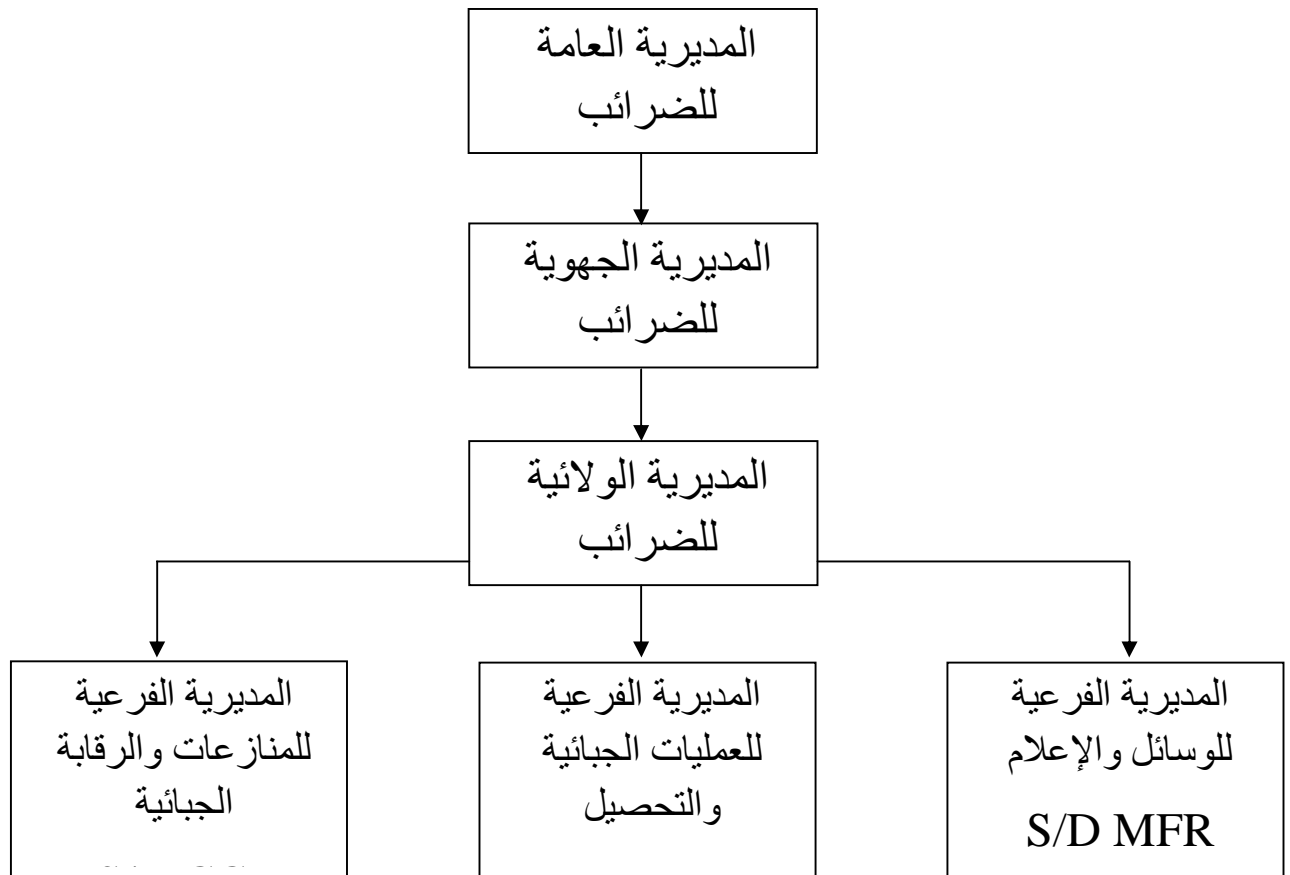 المديرية العامة
للضرائب
المديرية الجهوية
للضرائب
المديرية الولائية
للضرائب
المديرية الفرعية
للوسائل والإعلام
S/D MFR
المديرية الفرعية
للعمليات الجبائية
والتحصيل
المديرية الفرعية
للمنازعات والرقابة
الجبائية